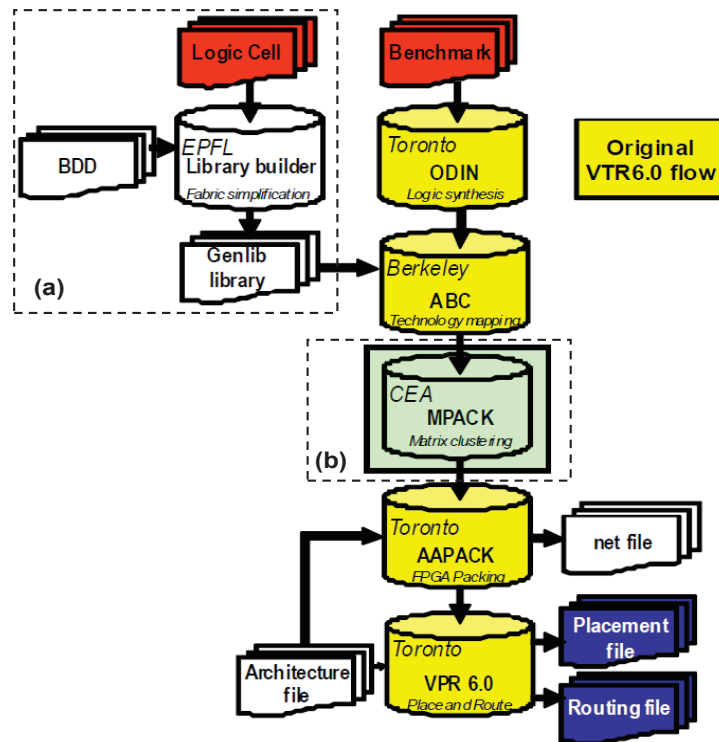 Logic Cell
Benchmark
EPFL
Library builder
Fabric simplification
BDD
Toronto
ODIN
Logic synthesis
Original
VTR6.0 flow
(a)
Genlib
library
Berkeley
ABC
Technology mapping
CEA
MPACK
Matrix clustering
(b)
Toronto
AAPACK
FPGA Packing
net file
Architecture
file
Toronto
VPR 6.0
Place and Route
Placement
file
Routing file